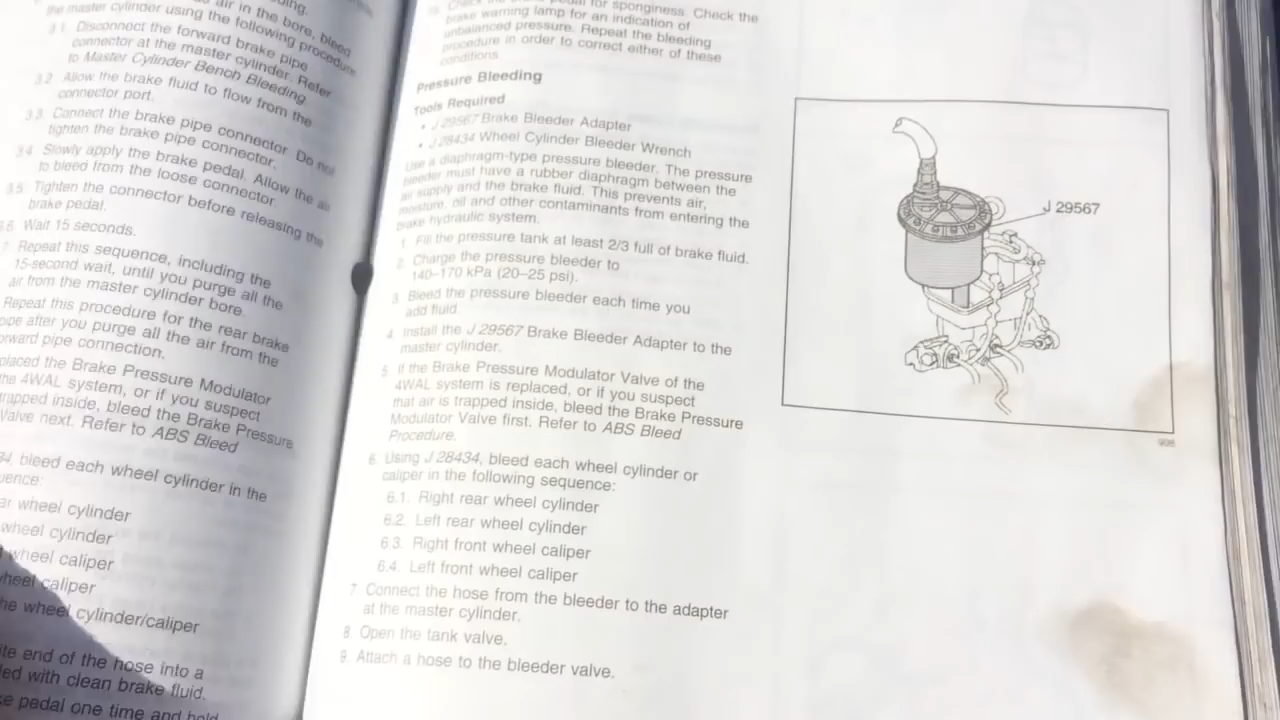 air in the bore, bleed
the master cylinder using the following procedure
3.1. Disconnect the forward brake pipe
connector at the master cylinder. Refer
to Master Cylinder Bench Bleeding.
3.2. Allow the brake fluid to flow from the
connector port.
3.3. Connect the brake pipe connector. Do not
tighten the brake pipe connector.
3.4. Slowly apply the brake pedal. Allow the air
to bleed from the loose connector.
3.5. Tighten the connector before releasing the
brake pedal.
Wait 15 seconds.
Repeat this sequence, including the
15-second wait, until you purge all the
air from the master cylinder bore.
Repeat this procedure for the rear brake
pipe after you purge all the air from the
forward pipe connection.
placed the Brake Pressure Modulator
the 4WAL system, or if you suspect
trapped inside, bleed the Brake Pressure
Valve next. Refer to ABS Bleed
bleed each wheel cylinder in the
wheel cylinder
wheel cylinder
wheel caliper
wheel caliper
wheel cylinder/caliper
end of the hose into a
with clean brake fluid.
pedal one time and hold
for sponginess. Check the
brake warning lamp for an indication of
unbalanced pressure. Repeat the bleeding
procedure in order to correct either of these
conditions.
Pressure Bleeding
Tools Required
• J 29567 Brake Bleeder Adapter
• J 28434 Wheel Cylinder Bleeder Wrench
Use a diaphragm-type pressure bleeder. The pressure
bleeder must have a rubber diaphragm between the
air supply and the brake fluid. This prevents air,
moisture, oil and other contaminants from entering the
brake hydraulic system.
1. Fill the pressure tank at least 2/3 full of brake fluid.
2. Charge the pressure bleeder to
140–170 kPa (20–25 psi).
3. Bleed the pressure bleeder each time you
add fluid.
4. Install the J 29567 Brake Bleeder Adapter to the
master cylinder.
5. If the Brake Pressure Modulator Valve of the
4WAL system is replaced, or if you suspect
that air is trapped inside, bleed the Brake Pressure
Modulator Valve first. Refer to ABS Bleed
Procedure.
6. Using J 28434, bleed each wheel cylinder or
caliper in the following sequence:
6.1. Right rear wheel cylinder
6.2. Left rear wheel cylinder
6.3. Right front wheel caliper
6.4. Left front wheel caliper
7. Connect the hose from the bleeder to the adapter
at the master cylinder.
8. Open the tank valve.
9. Attach a hose to the bleeder valve.
J 29567